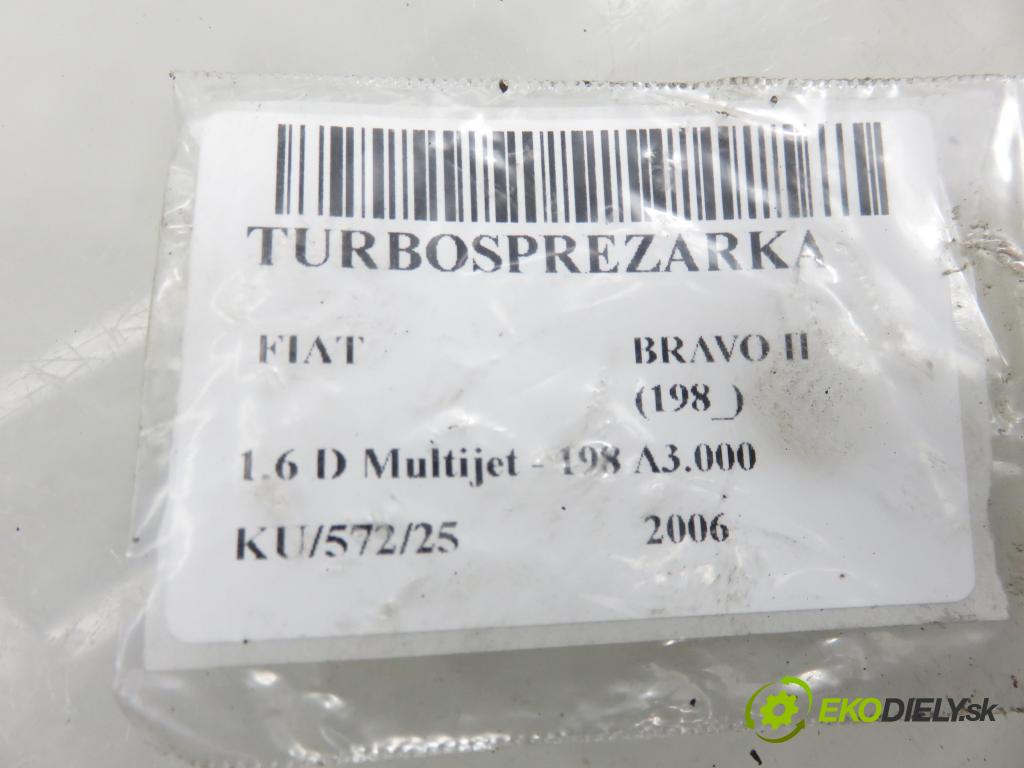 TURBOSPREZARKA
FIAT BRAVO II
(198_)
1.6 D Multijet - 198 A3.000
KU/572/25 2006
EKODIELY.sk